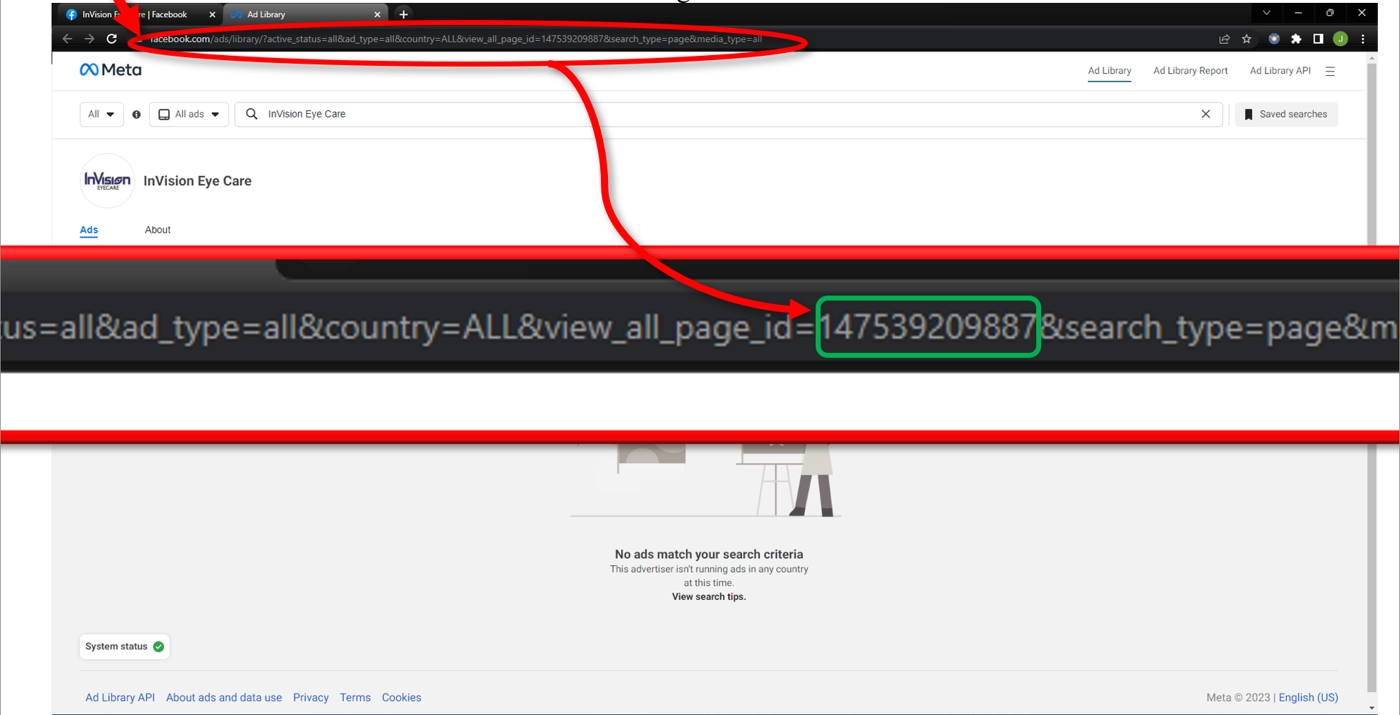 InVision Eye Care | Facebook
Ad Library
facebook.com/ads/library/?active_status=all&ad_type=all&country=ALL&view_all_page_id=147539209887&search_type=page&media_type=all
J
Meta
Ad Library
Ad Library Report
Ad Library API
All
All ads
InVision Eye Care
Saved searches
InVision
EYECARE
InVision Eye Care
Ads
About
tus=all&ad_type=all&country=ALL&view_all_page_id=147539209887&search_type=page&m
No ads match your search criteria
This advertiser isn't running ads in any country
at this time.
View search tips.
System status
Ad Library API About ads and data use Privacy Terms Cookies
Meta © 2023 | English (US)